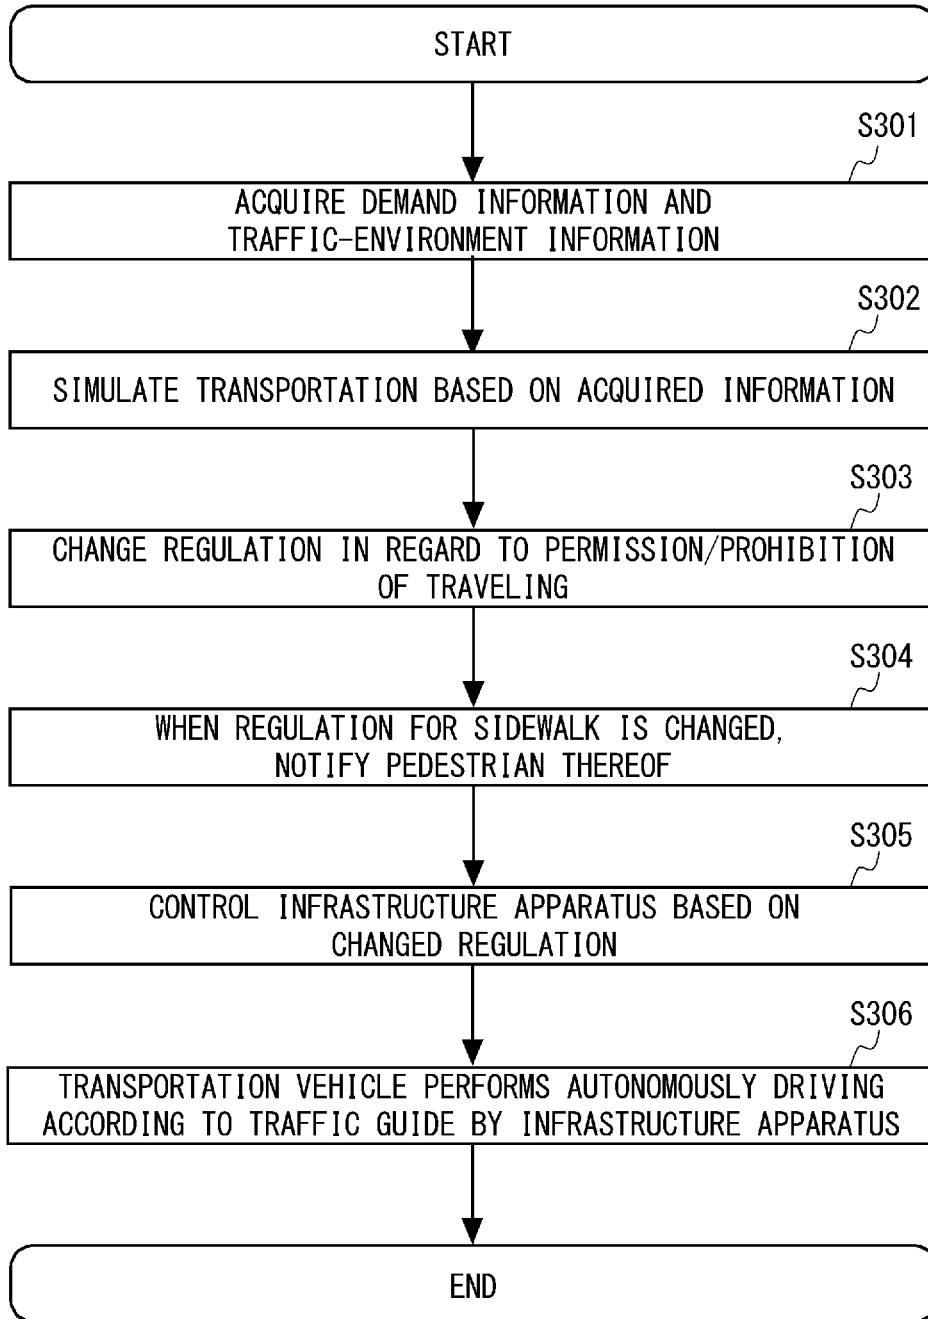 START
S301
ACQUIRE DEMAND INFORMATION AND
TRAFFIC-ENVIRONMENT INFORMATION
S302
SIMULATE TRANSPORTATION BASED ON ACQUIRED INFORMATION
S303
CHANGE REGULATION IN REGARD TO PERMISSION/PROHIBITION
OF TRAVELING
S304
WHEN REGULATION FOR SIDEWALK IS CHANGED,
NOTIFY PEDESTRIAN THEREOF
S305
CONTROL INFRASTRUCTURE APPARATUS BASED ON
CHANGED REGULATION
S306
TRANSPORTATION VEHICLE PERFORMS AUTONOMOUSLY DRIVING
ACCORDING TO TRAFFIC GUIDE BY INFRASTRUCTURE APPARATUS
END